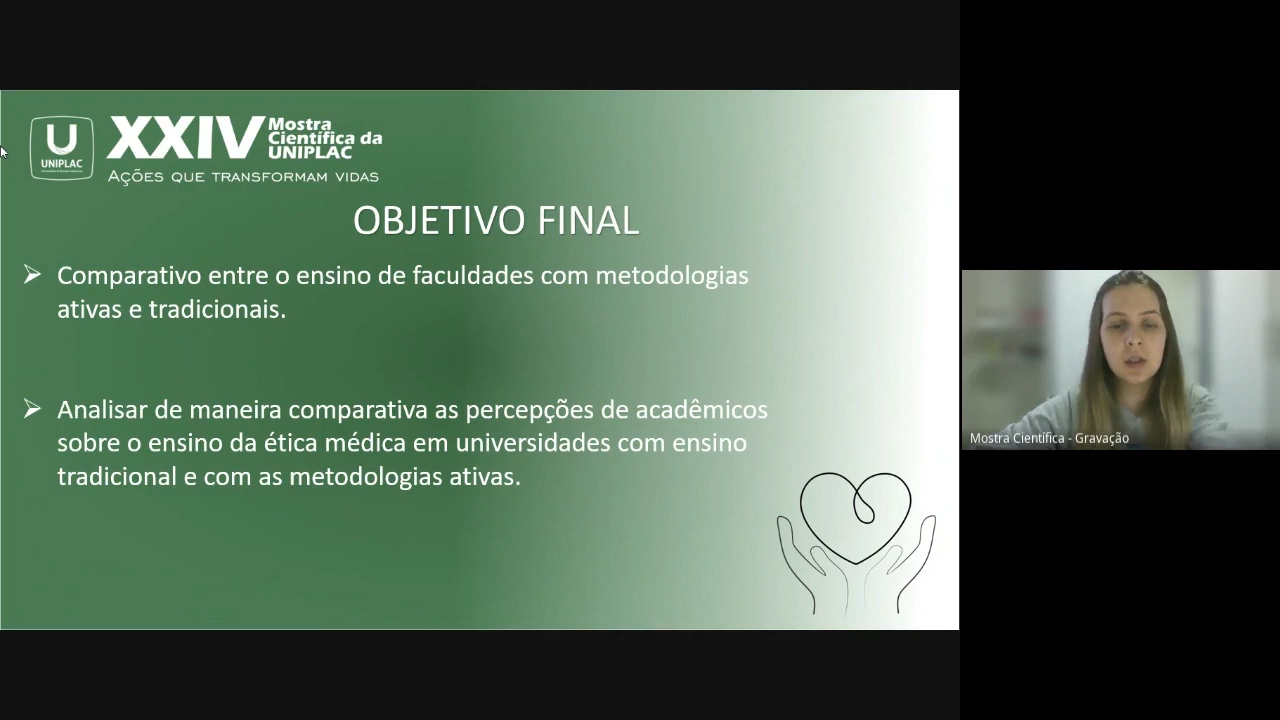 U
UNIPLAC
XXIV
Mostra
Científica da
UNIPLAC
AÇÕES QUE TRANSFORMAM VIDAS
OBJETIVO FINAL
Comparativo entre o ensino de faculdades com metodologias
ativas e tradicionais.
Analisar de maneira comparativa as percepções de acadêmicos
sobre o ensino da ética médica em universidades com ensino
tradicional e com as metodologias ativas.
Mostra Científica - Gravação